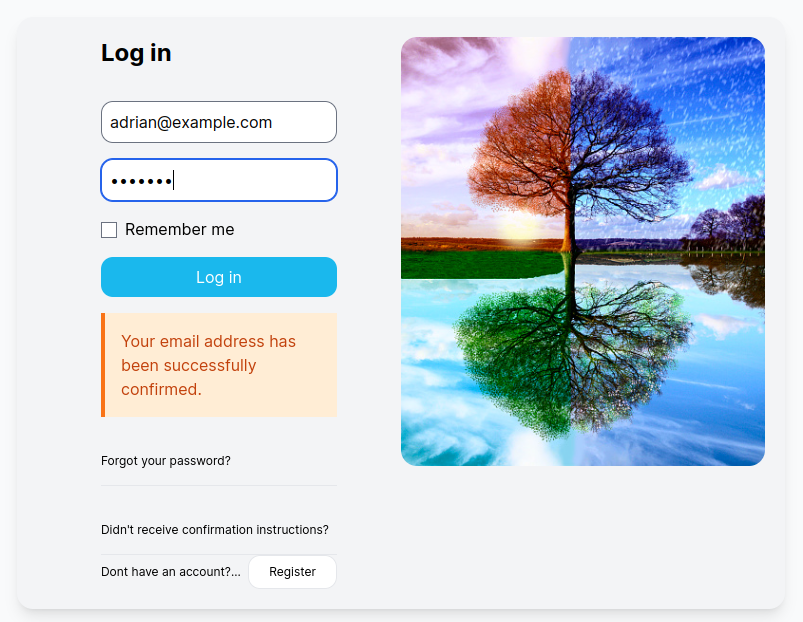 Log in
adrian@example.com
•••••••
Remember me
Log in
Your email address has
been successfully
confirmed.
Forgot your password?
Didn't receive confirmation instructions?
Dont have an account?... Register